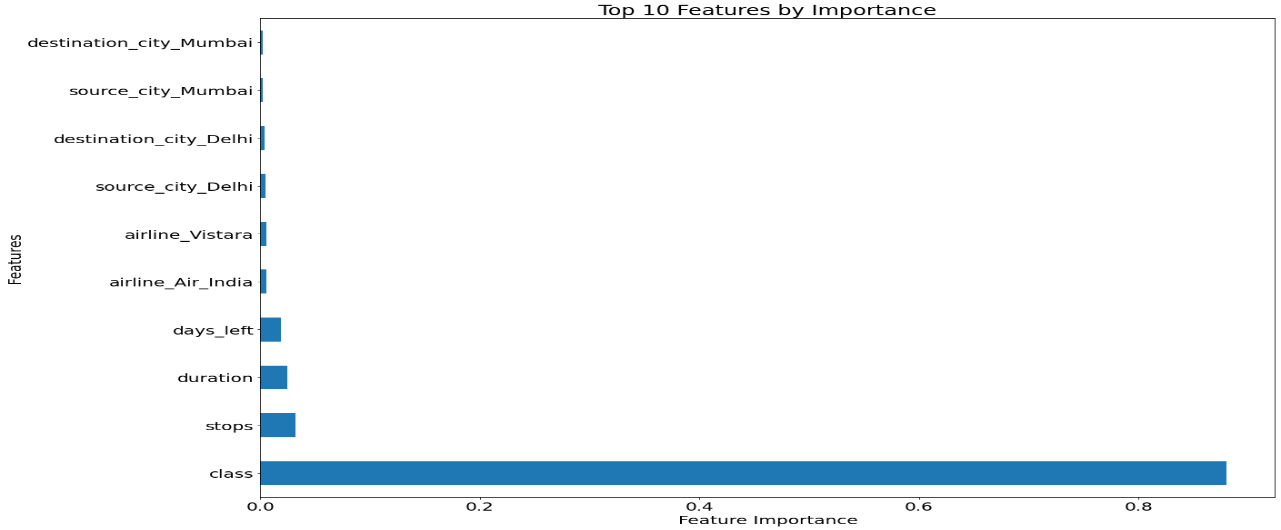 Top 10 Features by Importance
destination_city_Mumbai
source_city_Mumbai
destination_city_Delhi
source_city_Delhi
airline_Vistara
airline_Air_India
days_left
duration
stops
class
Features
0.0 0.2 0.4 0.6 0.8
Feature Importance